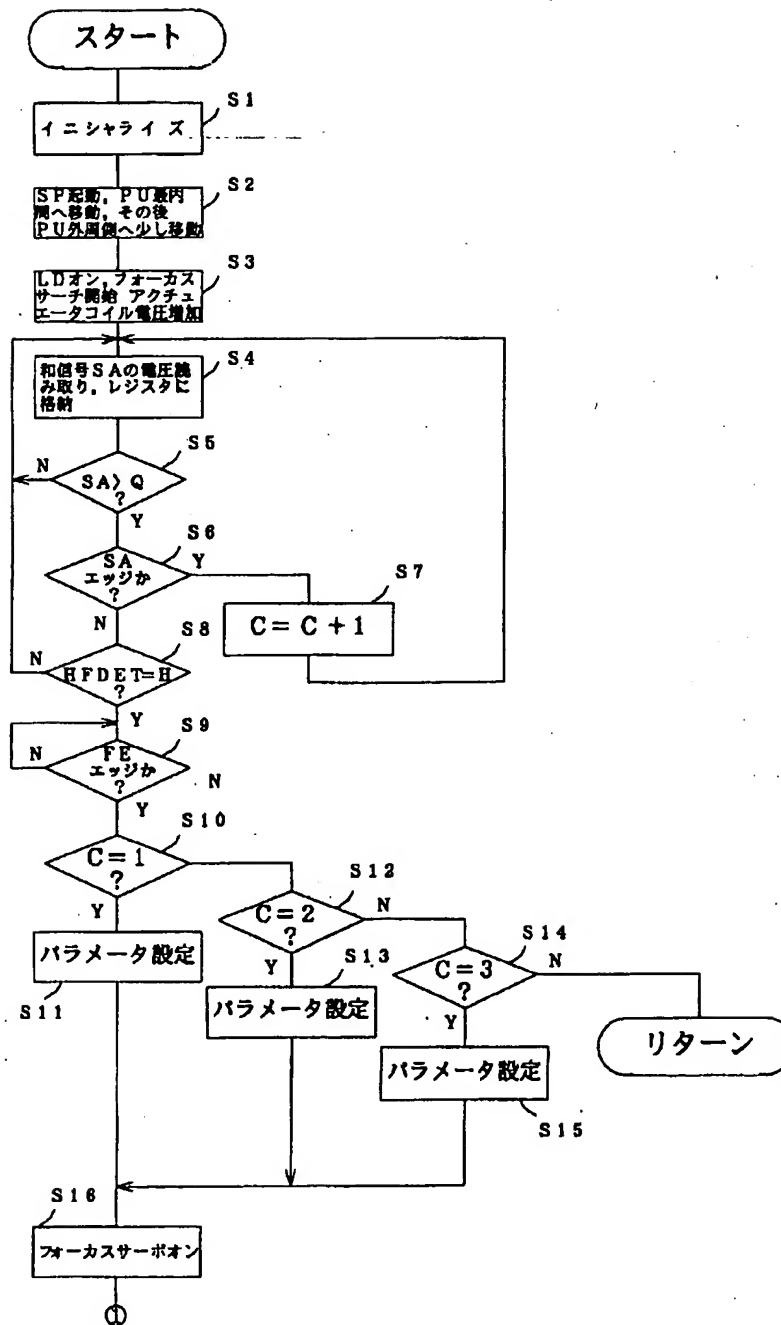 スタート
S1
イニシャライズ
S2
SP起動,PU最内
周へ移動,その後
PU外周側へ少し移動
S3
LDオン,フォーカス
サーチ開始 アクチュ
エータコイル電圧増加
S4
和信号SAの電圧読
み取り,レジスタに
格納
S5
N
SA>Q
?
Y
S6
SA
エッジか
?
Y
S7
C=C+1
N
S8
N
HFDET=H
?
Y
S9
N
FE
エッジか
?
N
Y
S10
C=1
?
S12
C=2
?
N
Y
S14
C=3
?
N
パラメータ設定
S11
Y
S13
パラメータ設定
Y
リターン
パラメータ設定
S15
S16
フォーカスサーボオン
①